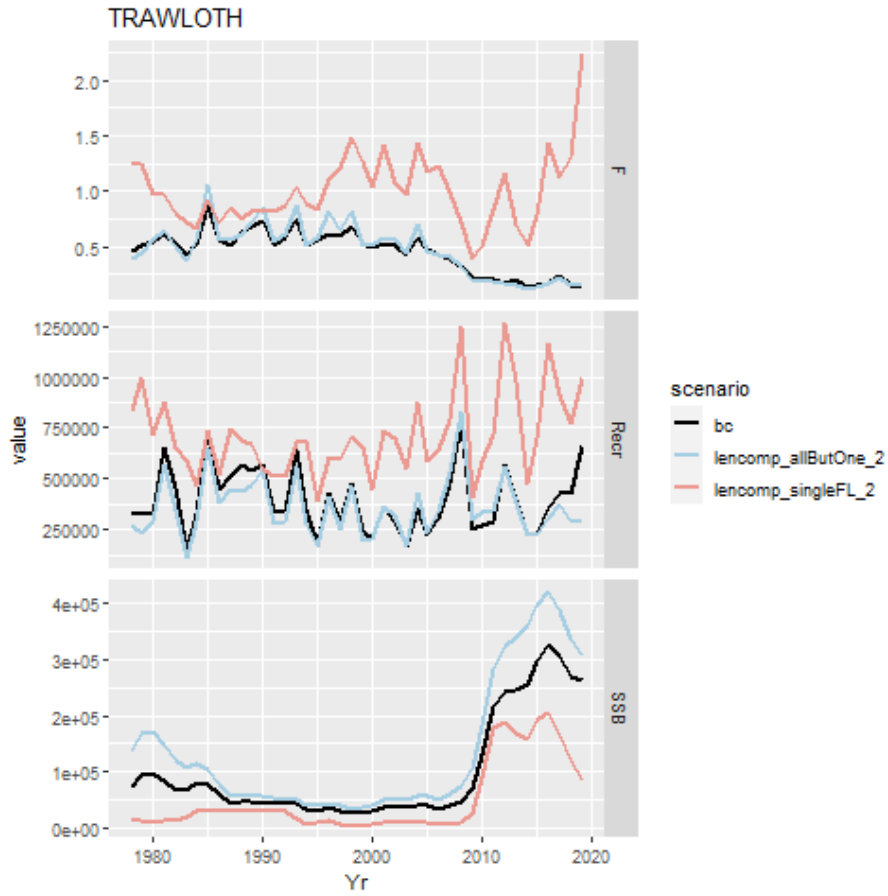 TRAWLOTH
2.0
1.5
1.0
0.5
F
1250000
1000000
750000
500000
250000
Recr
value
4e+05
3e+05
2e+05
1e+05
0e+00
SSB
1980
1990
2000
2010
2020
Yr
scenario
bc
lencomp_allButOne_2
lencomp_singleFL_2